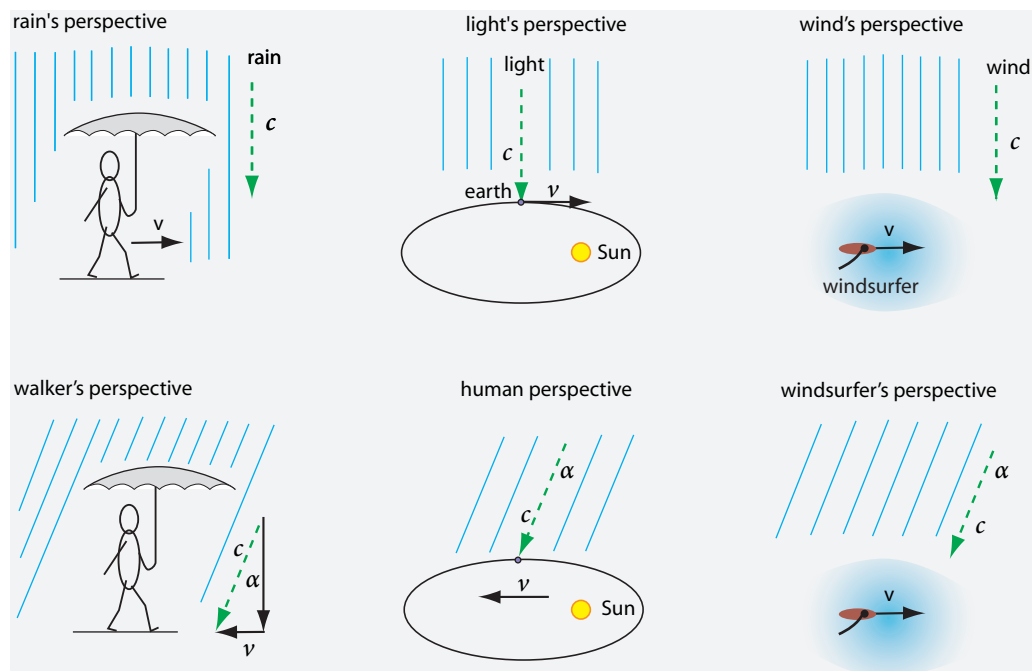 rain's perspective
rain
c
v
light's perspective
light
c
earth
v
Sun
wind's perspective
wind
c
v
windsurfer
walker's perspective
c
α
v
human perspective
α
c
v
Sun
windsurfer's perspective
α
c
v